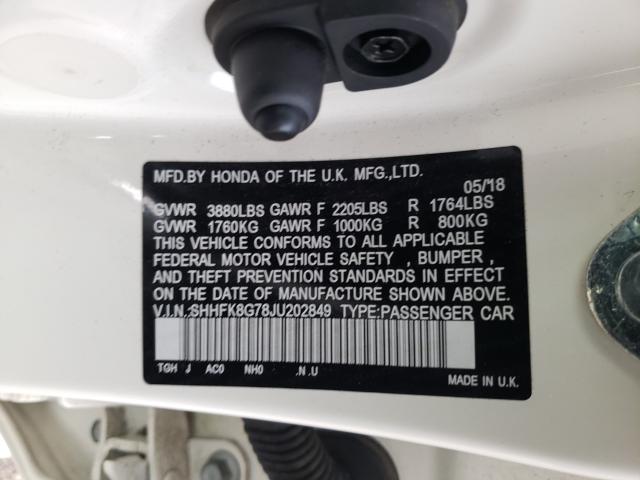 MFD.BY HONDA OF THE U.K. MFG.,LTD.
05/'18
GVWR 3880LBS GAWR F 2205LBS R 1764LBS
GVWR 1760KG GAWR F 1000KG R 800KG
THIS VEHICLE CONFORMS TO ALL APPLICABLE
FEDERAL MOTOR VEHICLE SAFETY , BUMPER ,
AND THEFT PREVENTION STANDARDS IN EFFECT
ON THE DATE OF MANUFACTURE SHOWN ABOVE.
V.I.N.:SHHFK8G78JU202849 TYPE:PASSENGER CAR
TGH J AC0 NH0 .N .U
MADE IN U.K.